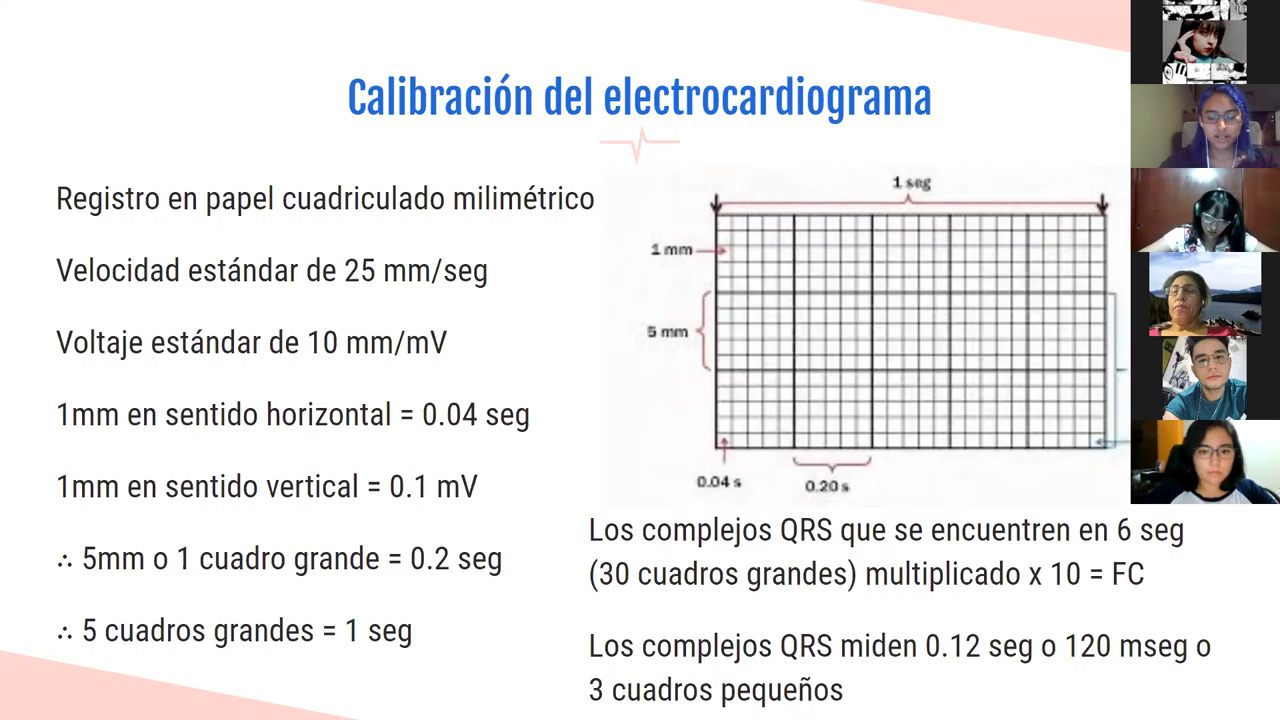 Calibración del electrocardiograma
Registro en papel cuadriculado milimétrico
Velocidad estándar de 25 mm/seg
Voltaje estándar de 10 mm/mV
1mm en sentido horizontal = 0.04 seg
1mm en sentido vertical = 0.1 mV
∴ 5mm o 1 cuadro grande = 0.2 seg
∴ 5 cuadros grandes = 1 seg
1 seg
1 mm
5 mm
0.04 s
0.20 s
Los complejos QRS que se encuentren en 6 seg
(30 cuadros grandes) multiplicado x 10 = FC
Los complejos QRS miden 0.12 seg o 120 mseg o
3 cuadros pequeños